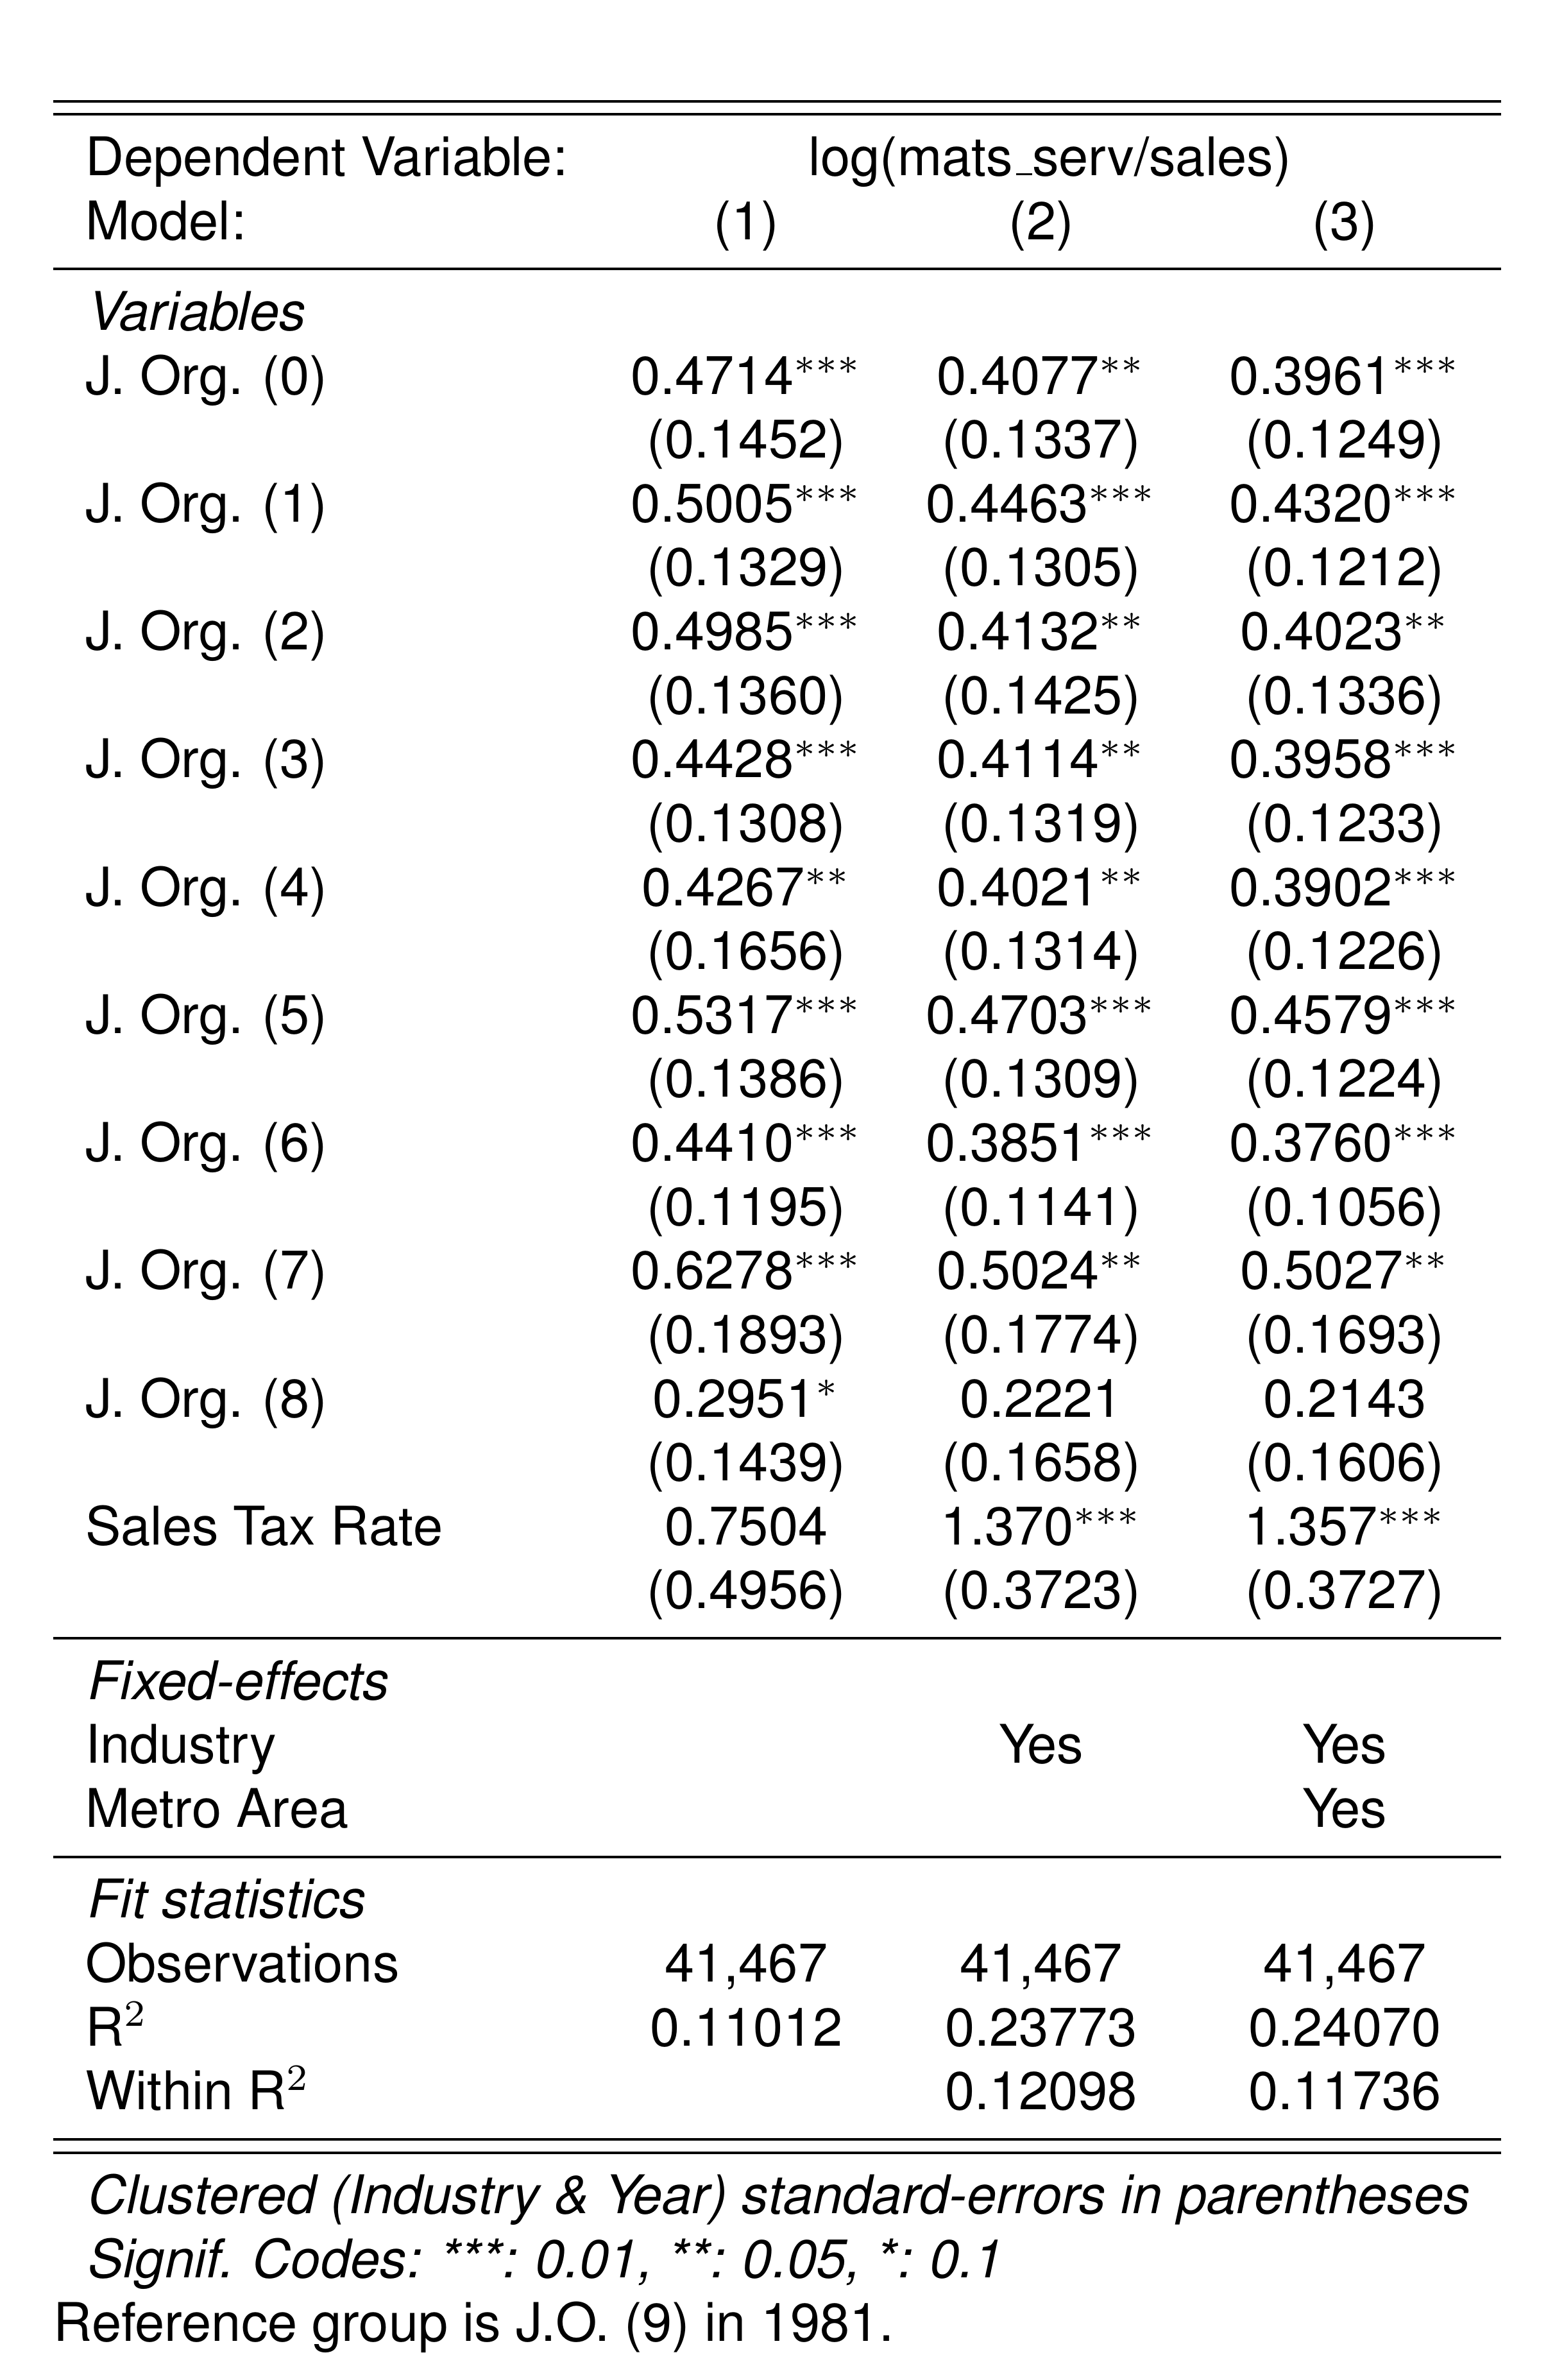 Dependent Variable: log(mats_serv/sales)
Model: (1) (2) (3)
Variables
J. Org. (0) 0.4714*** 0.4077** 0.3961***
(0.1452) (0.1337) (0.1249)
J. Org. (1) 0.5005*** 0.4463*** 0.4320***
(0.1329) (0.1305) (0.1212)
J. Org. (2) 0.4985*** 0.4132** 0.4023**
(0.1360) (0.1425) (0.1336)
J. Org. (3) 0.4428*** 0.4114** 0.3958***
(0.1308) (0.1319) (0.1233)
J. Org. (4) 0.4267** 0.4021** 0.3902***
(0.1656) (0.1314) (0.1226)
J. Org. (5) 0.5317*** 0.4703*** 0.4579***
(0.1386) (0.1309) (0.1224)
J. Org. (6) 0.4410*** 0.3851*** 0.3760***
(0.1195) (0.1141) (0.1056)
J. Org. (7) 0.6278*** 0.5024** 0.5027**
(0.1893) (0.1774) (0.1693)
J. Org. (8) 0.2951* 0.2221 0.2143
(0.1439) (0.1658) (0.1606)
Sales Tax Rate 0.7504 1.370*** 1.357***
(0.4956) (0.3723) (0.3727)
Fixed-effects
Industry Yes Yes
Metro Area Yes
Fit statistics
Observations 41,467 41,467 41,467
R² 0.11012 0.23773 0.24070
Within R² 0.12098 0.11736
Clustered (Industry & Year) standard-errors in parentheses
Signif. Codes: ***: 0.01, **: 0.05, *: 0.1
Reference group is J.O. (9) in 1981.